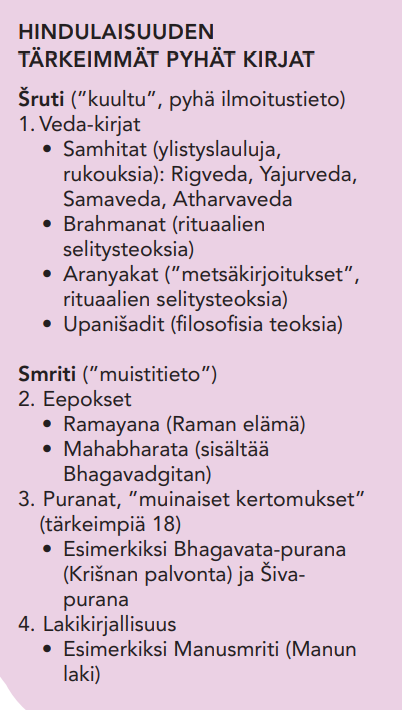 HINDULAISUUDEN
TÄRKEIMMÄT PYHÄT KIRJAT
Šruti (”kuultu”, pyhä ilmoitustieto)
1. Veda-kirjat
• Samhitat (ylistyslauluja,
rukouksia): Rigveda, Yajurveda,
Samaveda, Atharvaveda
• Brahmanat (rituaalien
selitysteoksia)
• Aranyakat (”metsäkirjoitukset”,
rituaalien selitysteoksia)
• Upanišadit (filosofisia teoksia)
Smriti (”muistitieto”)
2. Eepokset
• Ramayana (Raman elämä)
• Mahabharata (sisältää
Bhagavadgitan)
3. Puranat, ”muinaiset kertomukset”
(tärkeimpiä 18)
• Esimerkiksi Bhagavata-purana
(Krišnan palvonta) ja Šiva-
purana
4. Lakikirjallisuus
• Esimerkiksi Manusmriti (Manun
laki)